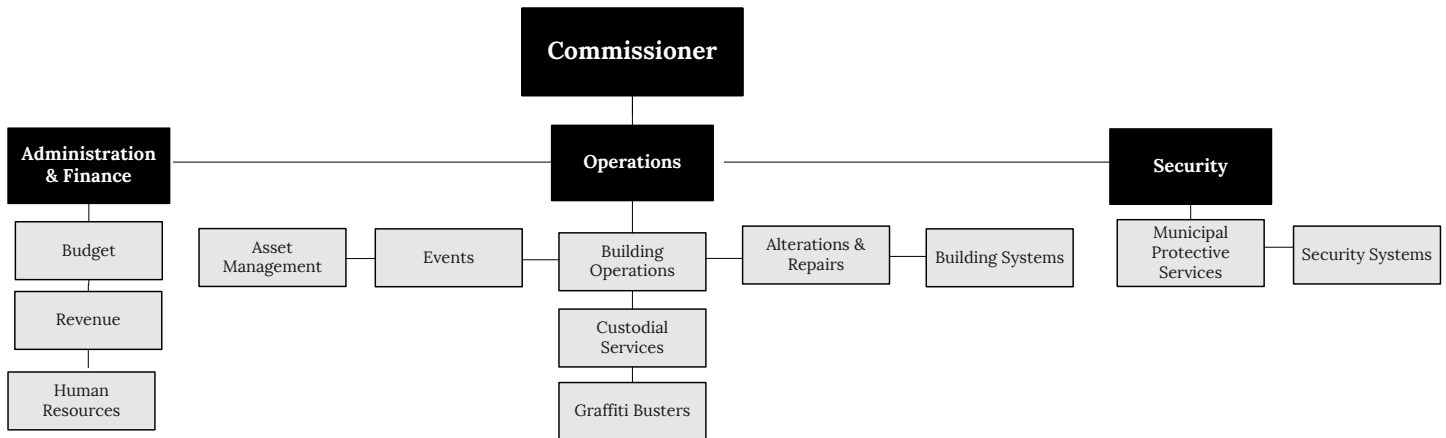 Commissioner
Administration
& Finance
Operations
Security
Budget
Revenue
Human
Resources
Asset
Management
Events
Building
Operations
Alterations &
Repairs
Building Systems
Custodial
Services
Graffiti Busters
Municipal
Protective
Services
Security Systems